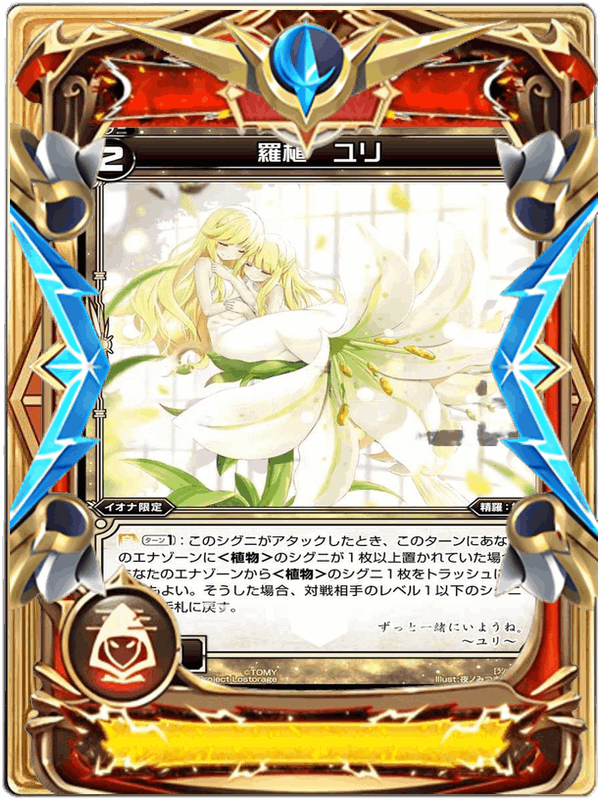 2
羅植 ユリ
イオナ限定
精羅:
ターン1:このシグニがアタックしたとき、このターンにあな
のエナゾーンに<植物>のシグニが1枚以上置かれていた場
なたのエナゾーンから<植物>のシグニ1枚をトラッシュに
もよい。そうした場合、対戦相手のレベル1以下のシグニ
手札に戻す。
ずっと一緒にいようね。
~ユリ~
©TOMY
Project Lostorage
Illust:夜ノみつ